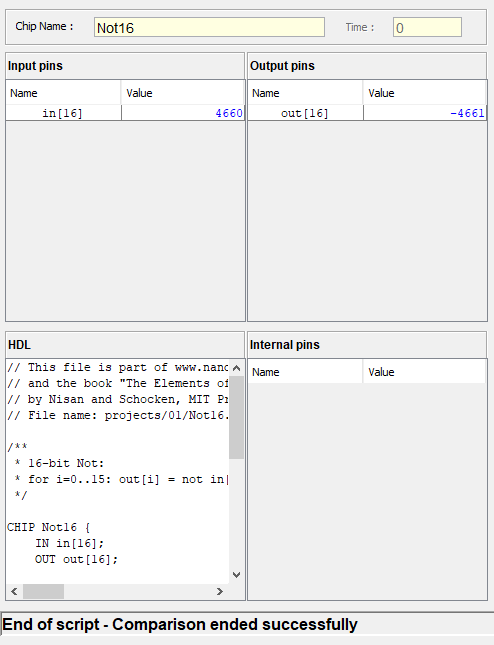 Chip Name : Not16 Time : 0
Input pins Output pins
Name Value Name Value
in[16] 4660 out[16] -4661
HDL Internal pins
// This file is part of www.nand
// and the book "The Elements of
// by Nisan and Schocken, MIT Pr
// File name: projects/01/Not16.
/**
* 16-bit Not:
* for i=0..15: out[i] = not in[
*/
CHIP Not16 {
IN in[16];
OUT out[16];
Name Value
End of script - Comparison ended successfully